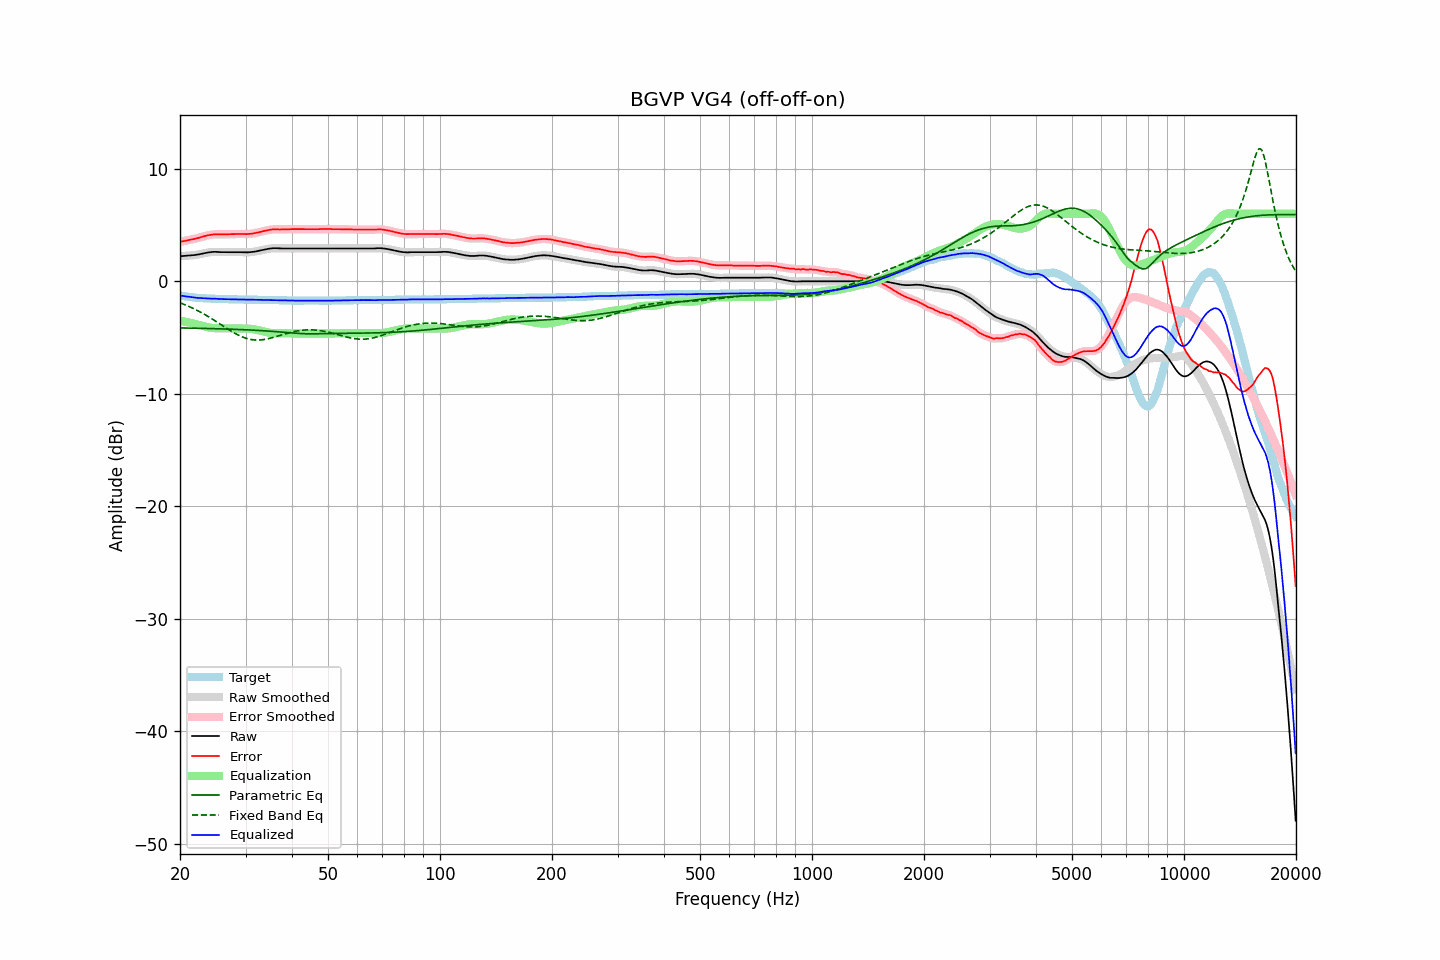 BGVP VG4 (off-off-on)
Amplitude (dBr)
10
0
−10
−20
−30
−40
−50
Target
Raw Smoothed
Error Smoothed
Raw
Error
Equalization
Parametric Eq
Fixed Band Eq
Equalized
20 50 100 200 500 1000 2000 5000 10000 20000
Frequency (Hz)